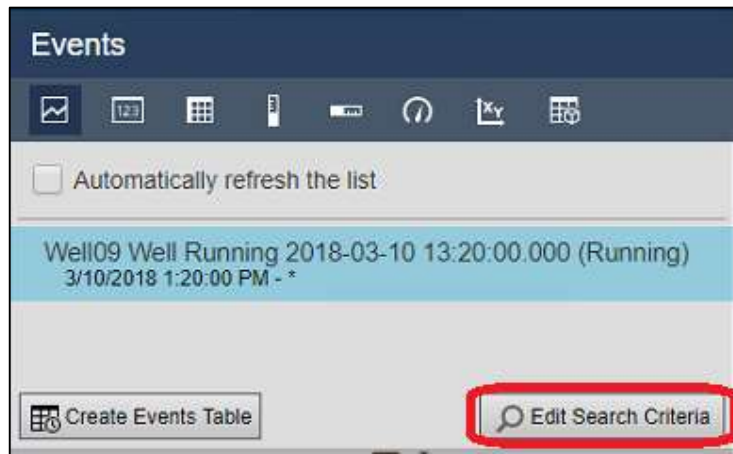 Events
123
XY
Automatically refresh the list
Well09 Well Running 2018-03-10 13:20:00.000 (Running)
3/10/2018 1:20:00 PM - *
Create Events Table
Edit Search Criteria